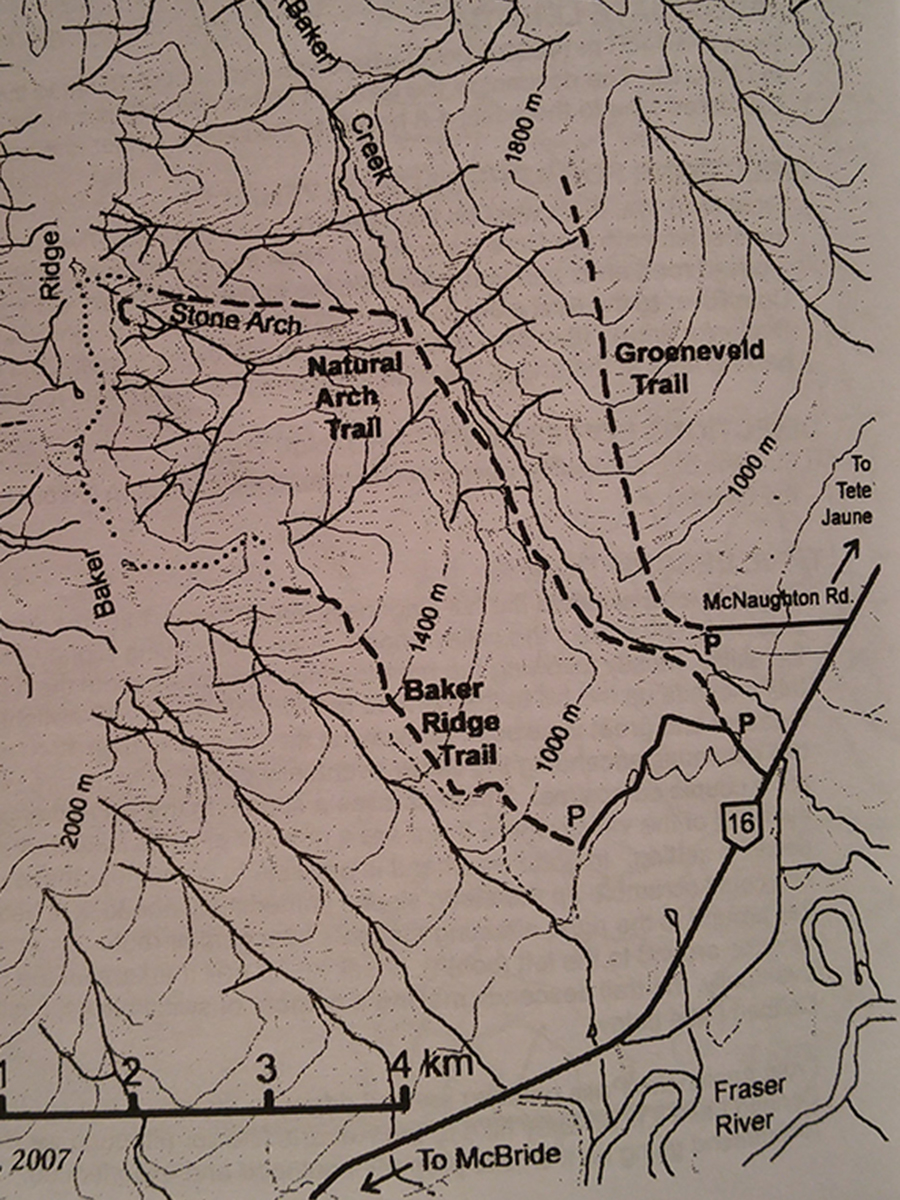 (Baker)
Creek
1800 m
Ridge
Stone Arch
Natural
Arch
Trail
Groeneveld
Trail
1000 m
To
Tete
Jaune
McNaughton Rd.
P
Baker
1400 m
Baker
Ridge
Trail
1000 m
P
P
16
2000 m
1 2 3 4 km
Fraser
River
2007
To McBride